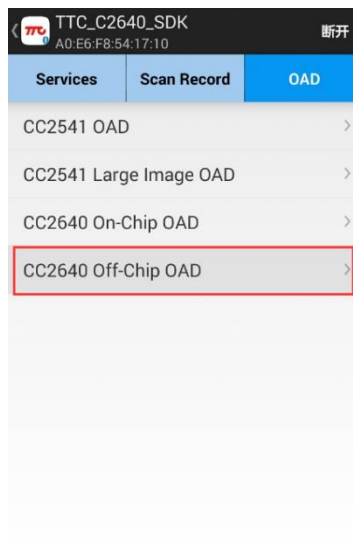 TTC TTC_C2640_SDK 断开
A0:E6:F8:54:17:10
Services Scan Record OAD
CC2541 OAD
CC2541 Large Image OAD
CC2640 On-Chip OAD
CC2640 Off-Chip OAD